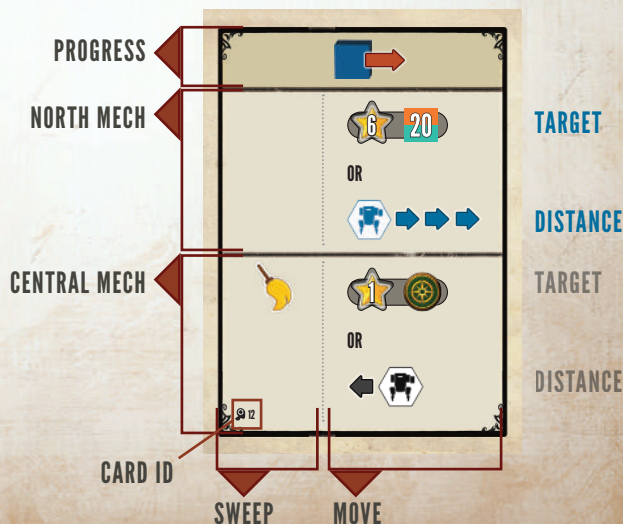 PROGRESS
NORTH MECH
6 20
TARGET
OR
DISTANCE
CENTRAL MECH
1
TARGET
OR
DISTANCE
12
CARD ID
SWEEP
MOVE